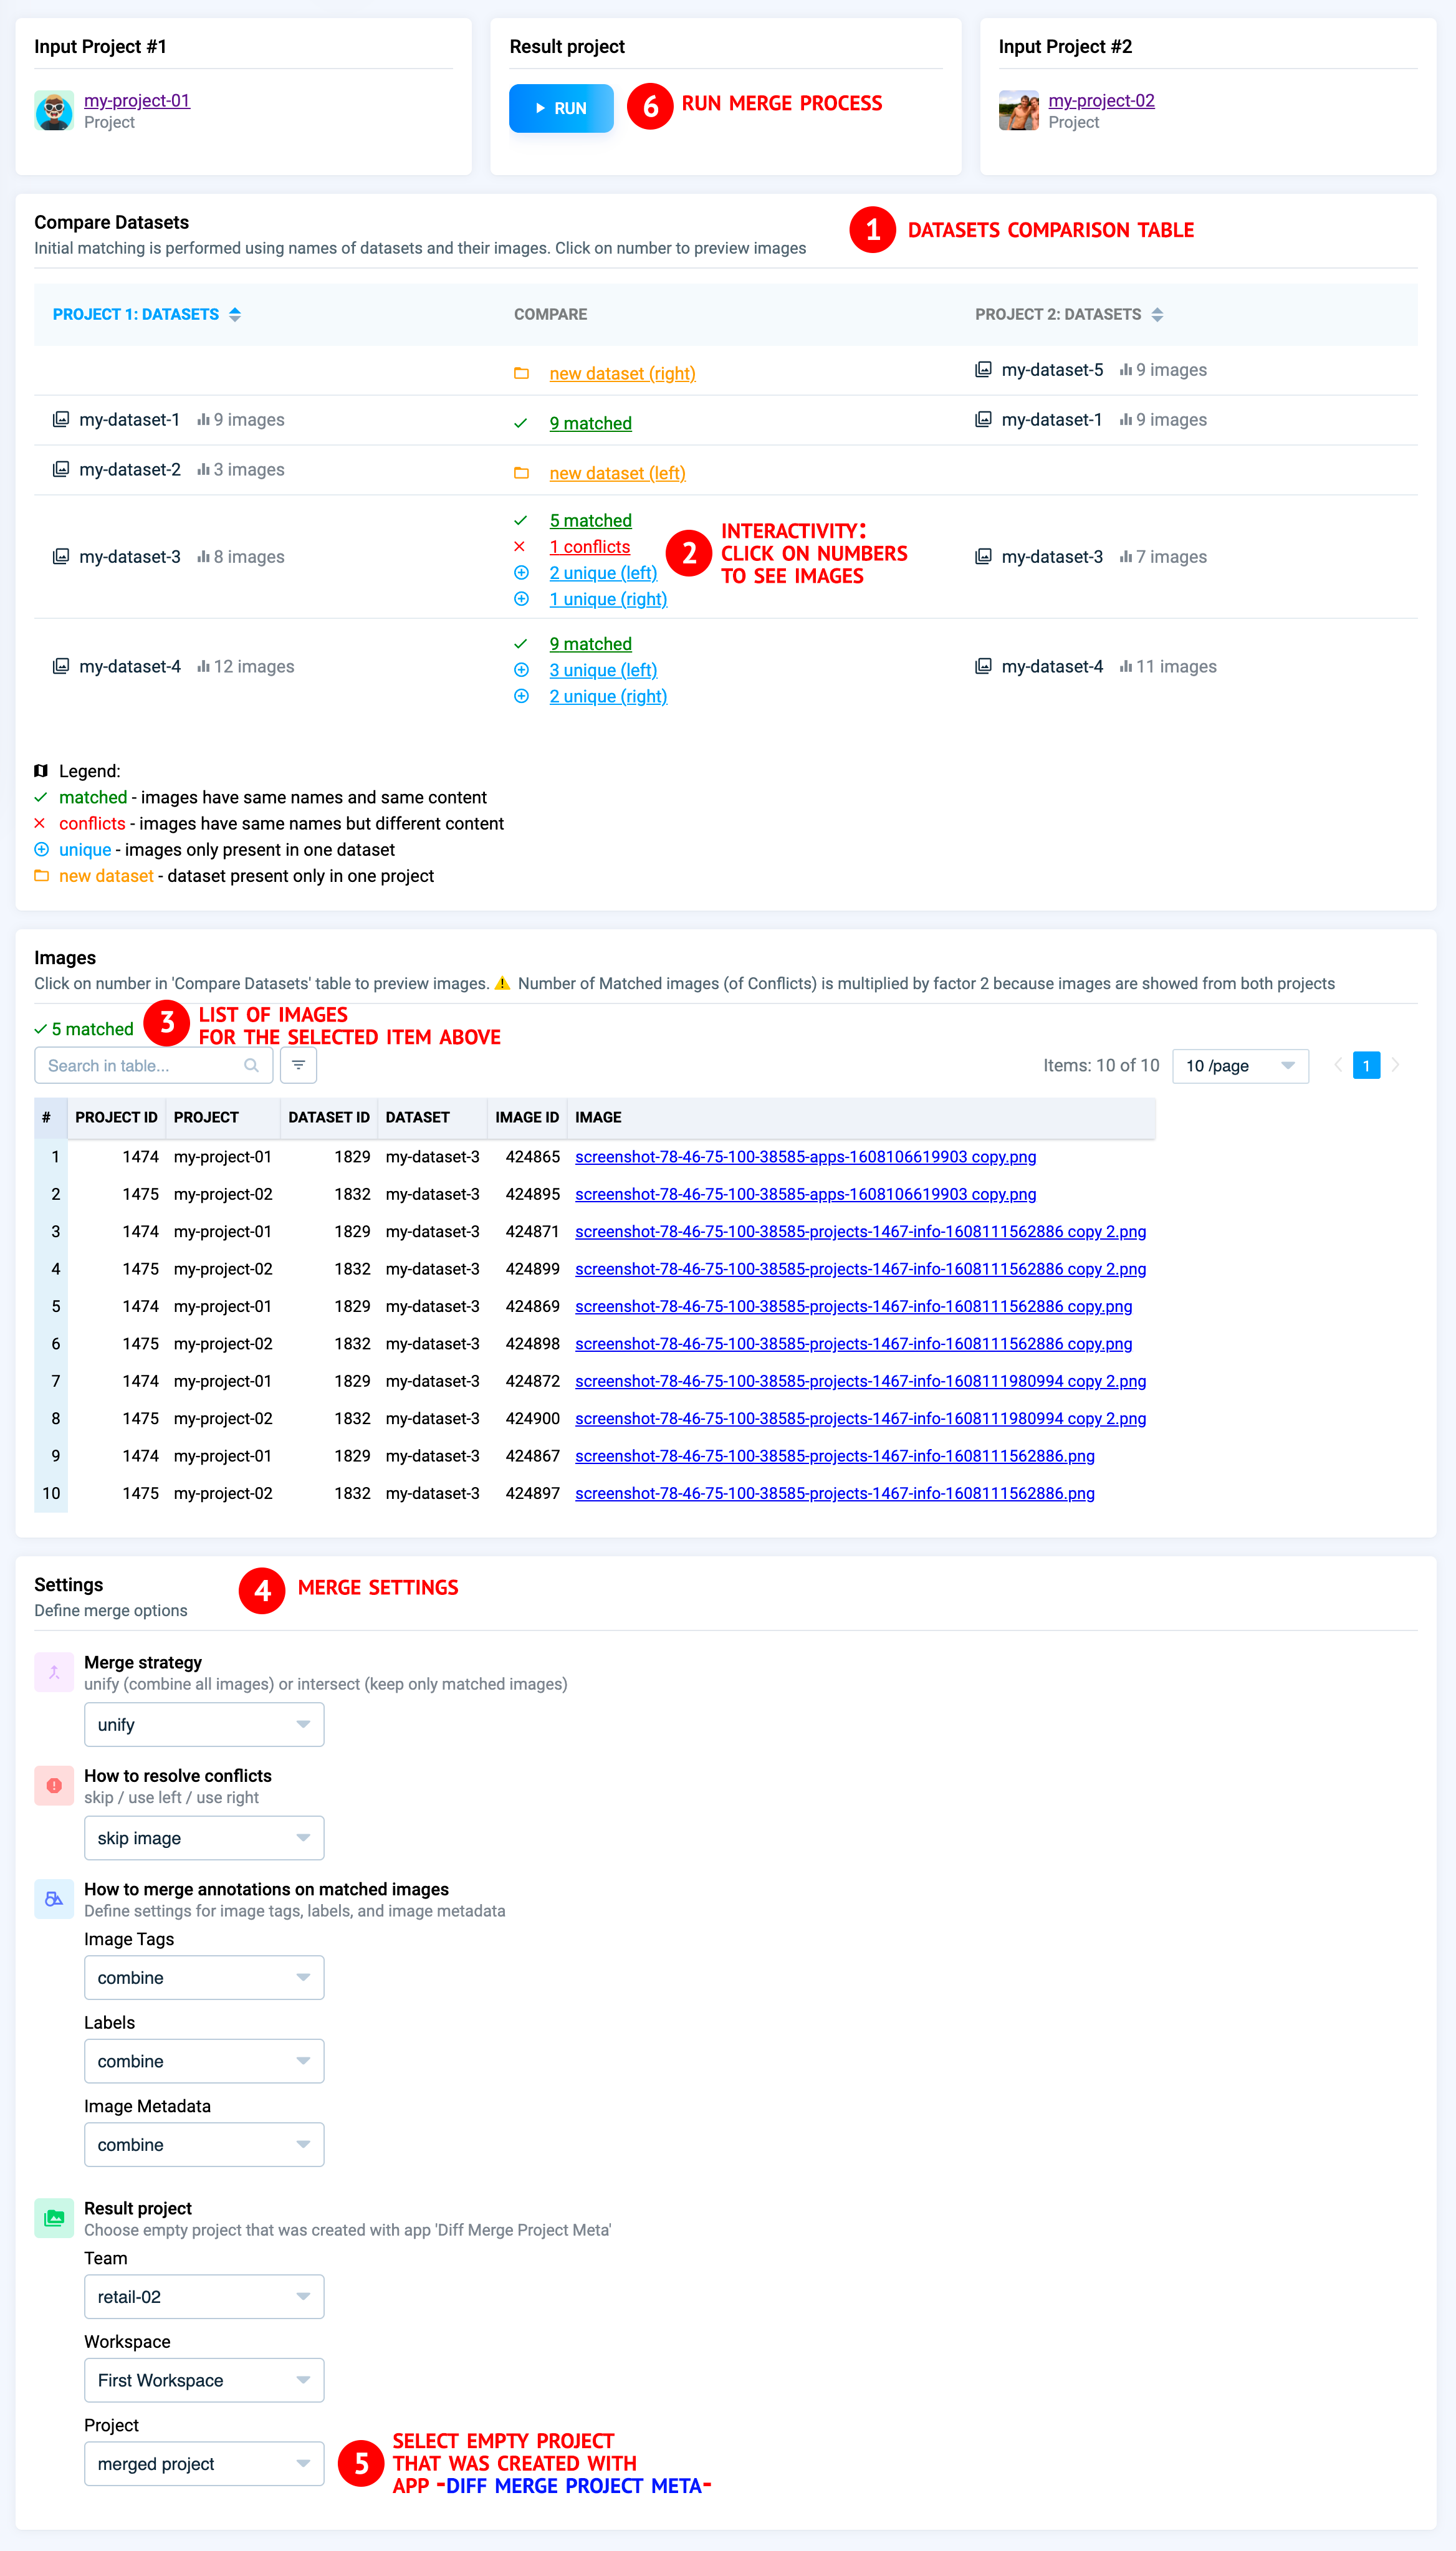 Input Project #1
my-project-01
Project
Result project
RUN
6 RUN MERGE PROCESS
Input Project #2
my-project-02
Project
Compare Datasets
Initial matching is performed using names of datasets and their images. Click on number to preview images
1 DATASETS COMPARISON TABLE
PROJECT 1: DATASETS COMPARE PROJECT 2: DATASETS
new dataset (right) my-dataset-5 9 images
my-dataset-1 9 images 9 matched my-dataset-1 9 images
my-dataset-2 3 images new dataset (left)
my-dataset-3 8 images
5 matched
1 conflicts
2 unique (left)
1 unique (right)
2 INTERACTIVITY:
CLICK ON NUMBERS
TO SEE IMAGES
my-dataset-3 7 images
my-dataset-4 12 images
9 matched
3 unique (left)
2 unique (right)
my-dataset-4 11 images
Legend:
matched - images have same names and same content
conflicts - images have same names but different content
unique - images only present in one dataset
new dataset - dataset present only in one project
Images
Click on number in 'Compare Datasets' table to preview images. Number of Matched images (of Conflicts) is multiplied by factor 2 because images are showed from both projects
5 matched
3 LIST OF IMAGES
FOR THE SELECTED ITEM ABOVE
Search in table...
Items: 10 of 10 10 /page 1
# PROJECT ID PROJECT DATASET ID DATASET IMAGE ID IMAGE
1 1474 my-project-01 1829 my-dataset-3 424865 screenshot-78-46-75-100-38585-apps-1608106619903 copy.png
2 1475 my-project-02 1832 my-dataset-3 424895 screenshot-78-46-75-100-38585-apps-1608106619903 copy.png
3 1474 my-project-01 1829 my-dataset-3 424871 screenshot-78-46-75-100-38585-projects-1467-info-1608111562886 copy 2.png
4 1475 my-project-02 1832 my-dataset-3 424899 screenshot-78-46-75-100-38585-projects-1467-info-1608111562886 copy 2.png
5 1474 my-project-01 1829 my-dataset-3 424869 screenshot-78-46-75-100-38585-projects-1467-info-1608111562886 copy.png
6 1475 my-project-02 1832 my-dataset-3 424898 screenshot-78-46-75-100-38585-projects-1467-info-1608111562886 copy.png
7 1474 my-project-01 1829 my-dataset-3 424872 screenshot-78-46-75-100-38585-projects-1467-info-1608111980994 copy 2.png
8 1475 my-project-02 1832 my-dataset-3 424900 screenshot-78-46-75-100-38585-projects-1467-info-1608111980994 copy 2.png
9 1474 my-project-01 1829 my-dataset-3 424867 screenshot-78-46-75-100-38585-projects-1467-info-1608111562886.png
10 1475 my-project-02 1832 my-dataset-3 424897 screenshot-78-46-75-100-38585-projects-1467-info-1608111562886.png
Settings
Define merge options
4 MERGE SETTINGS
Merge strategy
unify (combine all images) or intersect (keep only matched images)
unify
How to resolve conflicts
skip / use left / use right
skip image
How to merge annotations on matched images
Define settings for image tags, labels, and image metadata
Image Tags
combine
Labels
combine
Image Metadata
combine
Result project
Choose empty project that was created with app 'Diff Merge Project Meta'
Team
retail-02
Workspace
First Workspace
Project
merged project
5 SELECT EMPTY PROJECT
THAT WAS CREATED WITH
APP -DIFF MERGE PROJECT META-